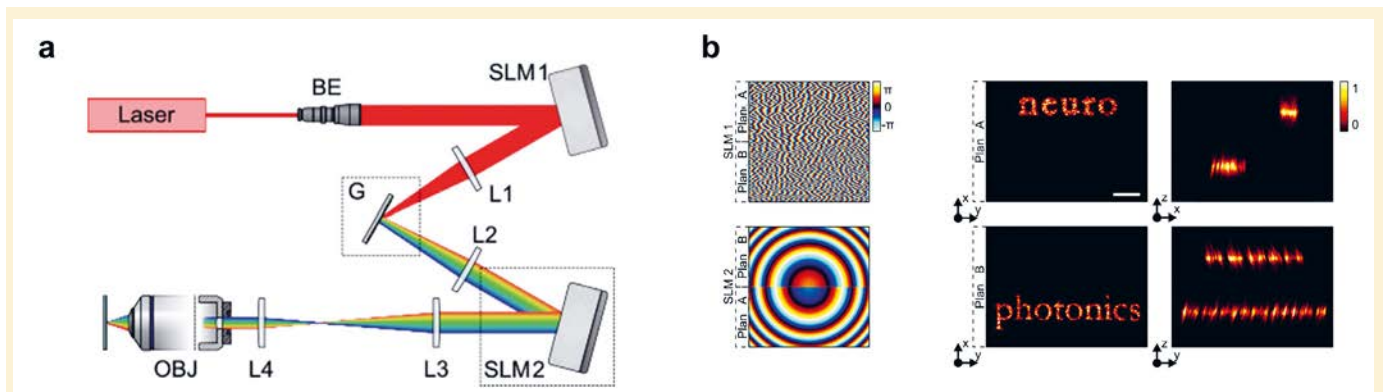 a
Laser
BE
SLM1
L1
G
L2
OBJ
L4
L3
SLM2
b
SLM 1
Plan A
Plan B
π
0
-π
SLM 2
Plan B
Plan A
Plan A
neuro
x
y
1
0
z
x
Plan B
photonics
x
y
z
y